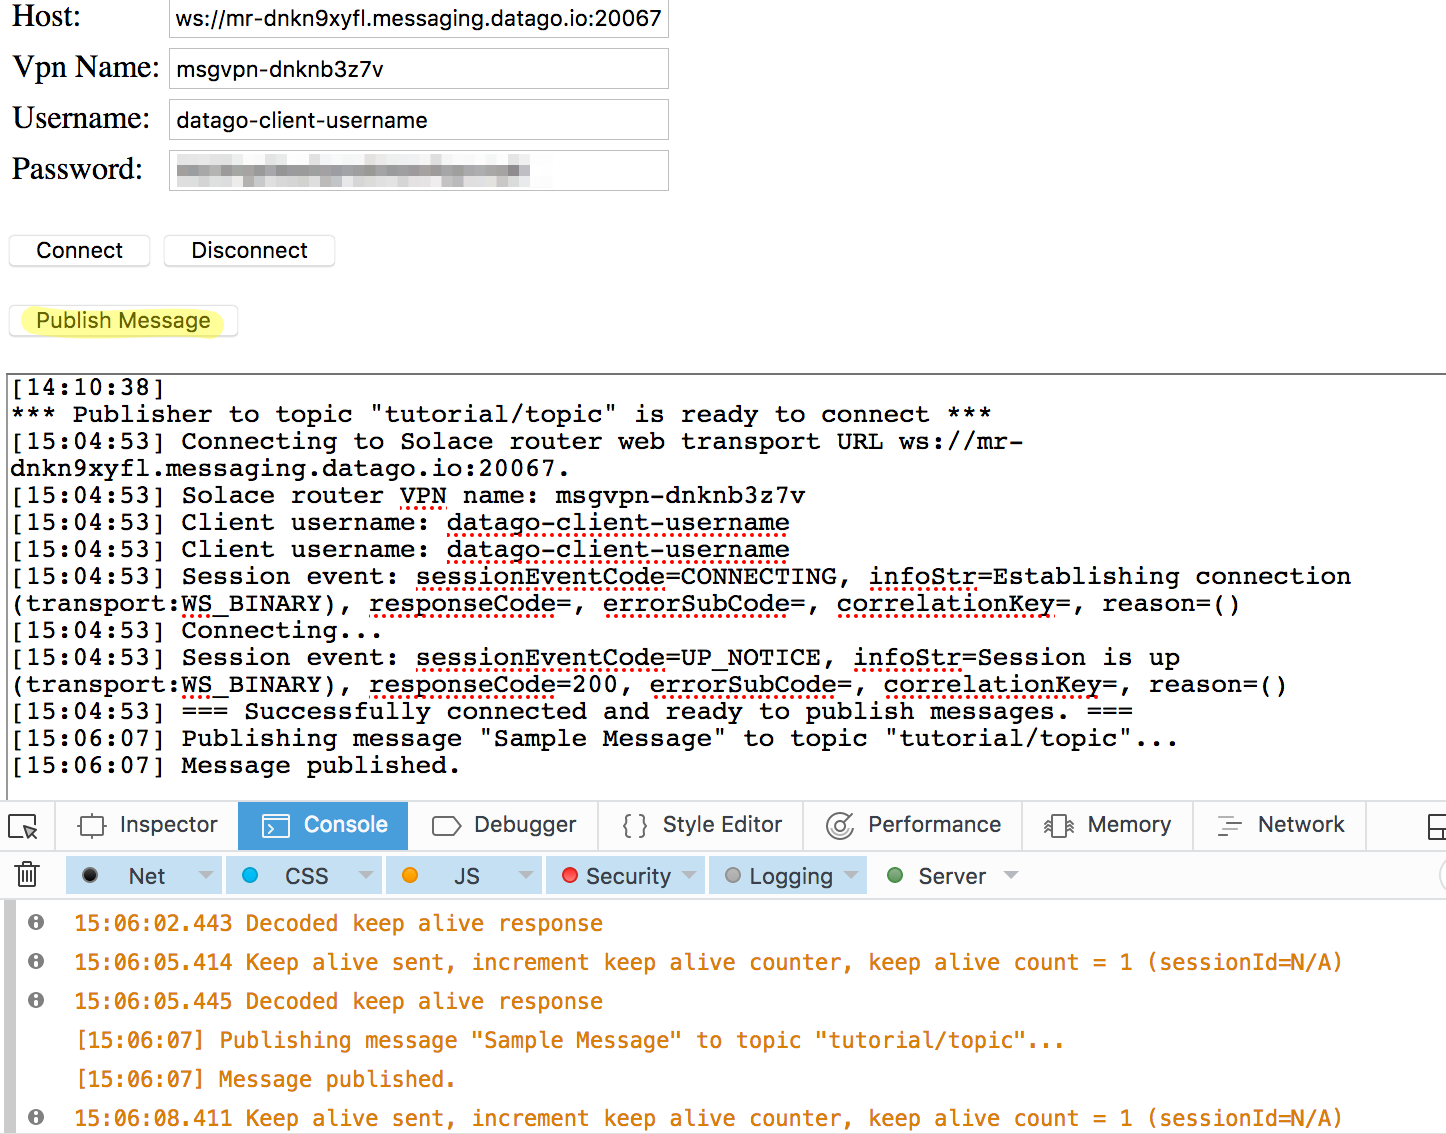 Host: ws://mr-dnkn9xyfl.messaging.datago.io:20067
Vpn Name: msgvpn-dnknb3z7v
Username: datago-client-username
Password:
Connect Disconnect
Publish Message
[14:10:38]
*** Publisher to topic "tutorial/topic" is ready to connect ***
[15:04:53] Connecting to Solace router web transport URL ws://mr-
dnkn9xyfl.messaging.datago.io:20067.
[15:04:53] Solace router VPN name: msgvpn-dnknb3z7v
[15:04:53] Client username: datago-client-username
[15:04:53] Client username: datago-client-username
[15:04:53] Session event: sessionEventCode=CONNECTING, infoStr=Establishing connection
(transport:WS_BINARY), responseCode=, errorSubCode=, correlationKey=, reason=()
[15:04:53] Connecting...
[15:04:53] Session event: sessionEventCode=UP_NOTICE, infoStr=Session is up
(transport:WS_BINARY), responseCode=200, errorSubCode=, correlationKey=, reason=()
[15:04:53] === Successfully connected and ready to publish messages. ===
[15:06:07] Publishing message "Sample Message" to topic "tutorial/topic"...
[15:06:07] Message published.
Inspector Console Debugger { } Style Editor Performance Memory Network
Net CSS JS Security Logging Server
15:06:02.443 Decoded keep alive response
15:06:05.414 Keep alive sent, increment keep alive counter, keep alive count = 1 (sessionId=N/A)
15:06:05.445 Decoded keep alive response
[15:06:07] Publishing message "Sample Message" to topic "tutorial/topic"...
[15:06:07] Message published.
15:06:08.411 Keep alive sent, increment keep alive counter, keep alive count = 1 (sessionId=N/A)